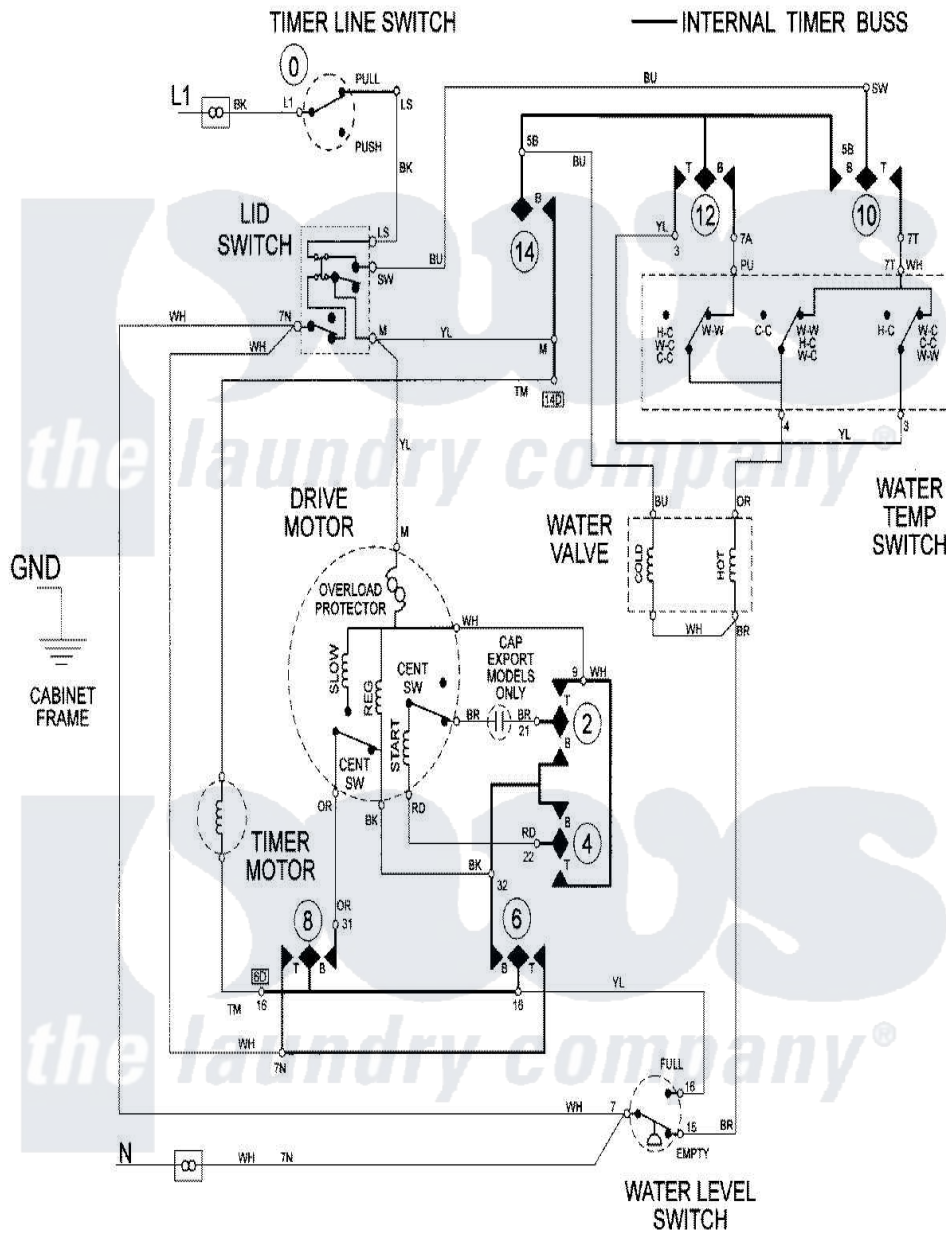 TIMER LINE SWITCH
INTERNAL TIMER BUSS
0
PULL
BU
SW
L1
BK
L1
LS
PUSH
5B
BU
5B
BK
T
B
B
T
B
LID
SWITCH
12
10
14
LS
YL
3
7A
7T
BU
SW
PU
7T
WH
WH
7N
H-C
W-C
C-C
W-W
C-C
W-W
H-C
W-C
H-C
W-C
C-C
W-W
WH
M
YL
M
TM
14D
4
3
YL
YL
the laundry company®
DRIVE
MOTOR
WATER
VALVE
WATER
TEMP
SWITCH
BU
OR
M
GND
COLD
HOT
OVERLOAD
PROTECTOR
WH
WH
BR
CABINET
FRAME
SLOW
REG
CENT
SW
CAP
EXPORT
MODELS
ONLY
9
WH
T
BR
BR
21
2
START
B
CENT
SW
OR
BK
RD
B
TIMER
MOTOR
RD
22
4
BK
32
T
OR
31
8
6
T
B
B
T
6D
YL
TM
16
16
the laundry company®
WH
7N
FULL
16
WH
7
15
BR
EMPTY
N
WH
7N
WATER LEVEL
SWITCH